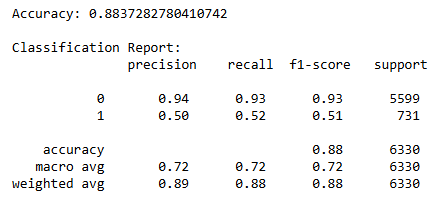 Accuracy: 0.8837282780410742
Classification Report:
precision recall f1-score support
0 0.94 0.93 0.93 5599
1 0.50 0.52 0.51 731
accuracy 0.88 6330
macro avg 0.72 0.72 0.72 6330
weighted avg 0.89 0.88 0.88 6330